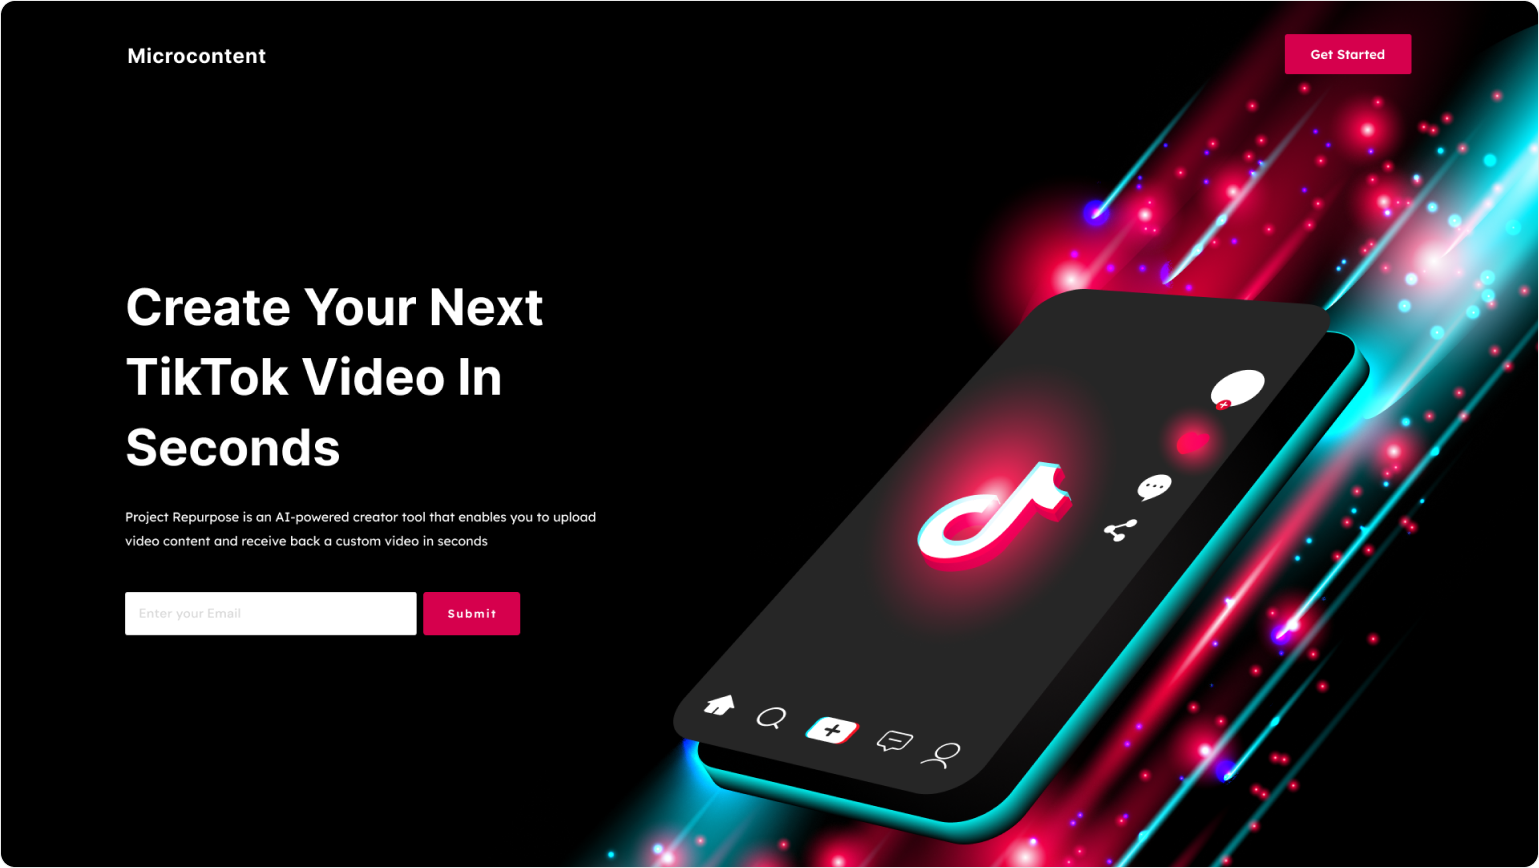 Microcontent
Get Started
Create Your Next
TikTok Video In
Seconds
Project Repurpose is an AI-powered creator tool that enables you to upload
video content and receive back a custom video in seconds
Enter your Email
Submit